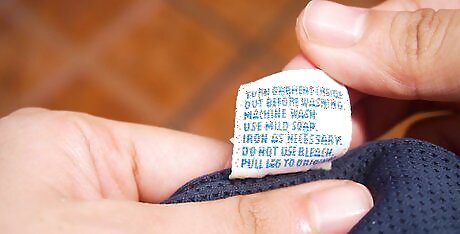 TURN GARMENT INSIDE
OUT BEFORE WASHING.
MACHINE WASH
USE MILD SOAP.
IRON AS NECESSARY.
DO NOT USE BLEACH.
PULL LEG TO